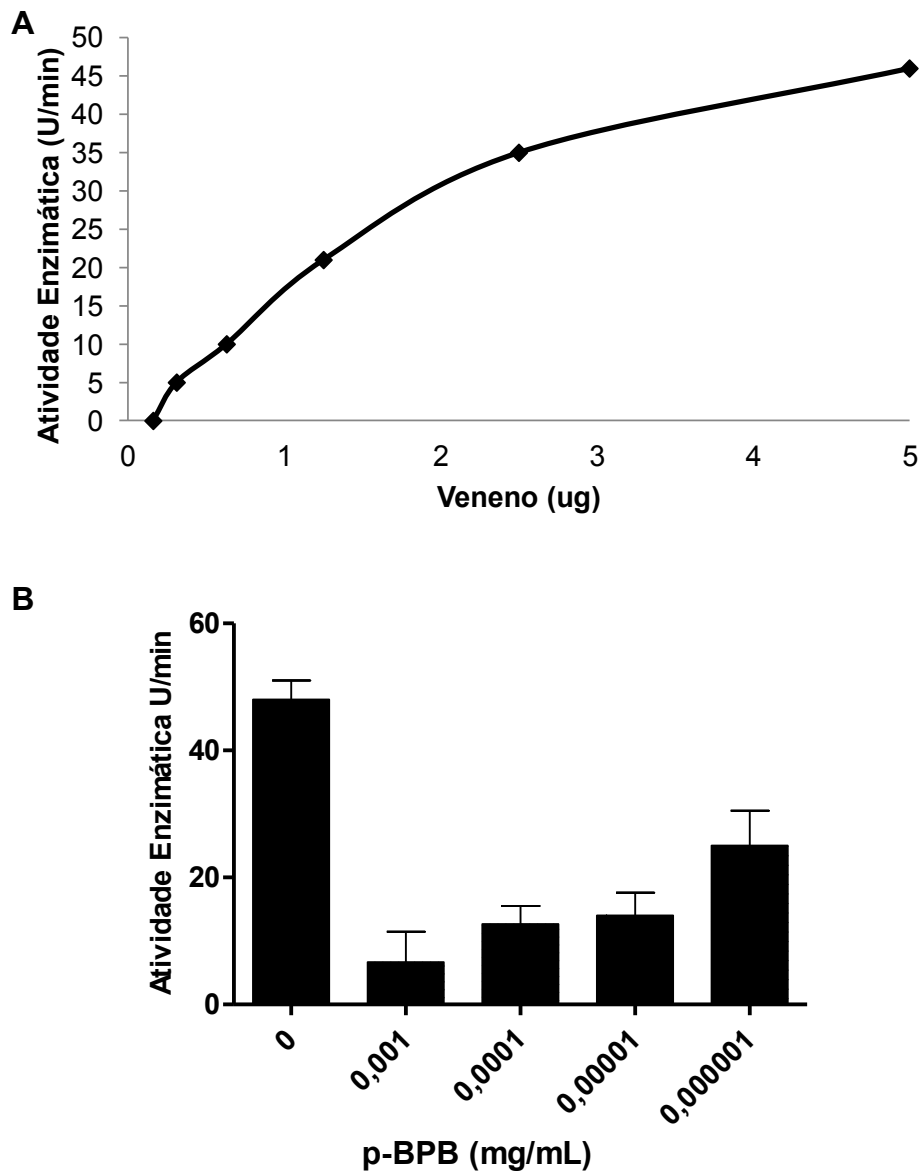 A
Atividade Enzimática (U/min)
50
45
40
35
30
25
20
15
10
5
0
0 1 2 3 4 5
Veneno (ug)
B
Atividade Enzimática U/min
60
40
20
0
0 0,001 0,0001 0,00001 0,000001
p-BPB (mg/mL)